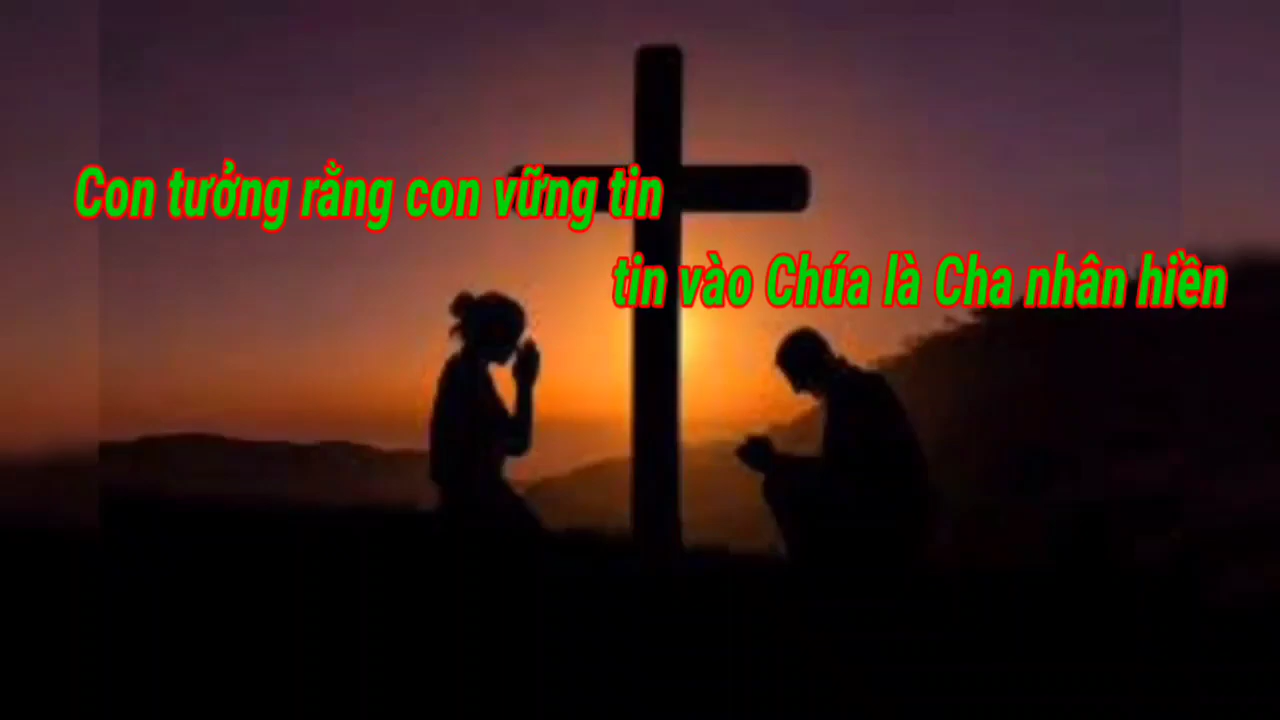 Con tưởng rằng con vững tin
tin vào Chúa là Cha nhân hiền